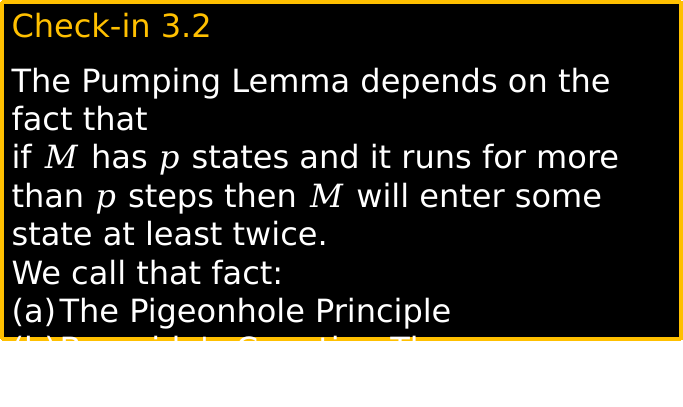 Check-in 3.2
The Pumping Lemma depends on the
fact that
if M has p states and it runs for more
than p steps then M will enter some
state at least twice.
We call that fact:
(a) The Pigeonhole Principle
(b)